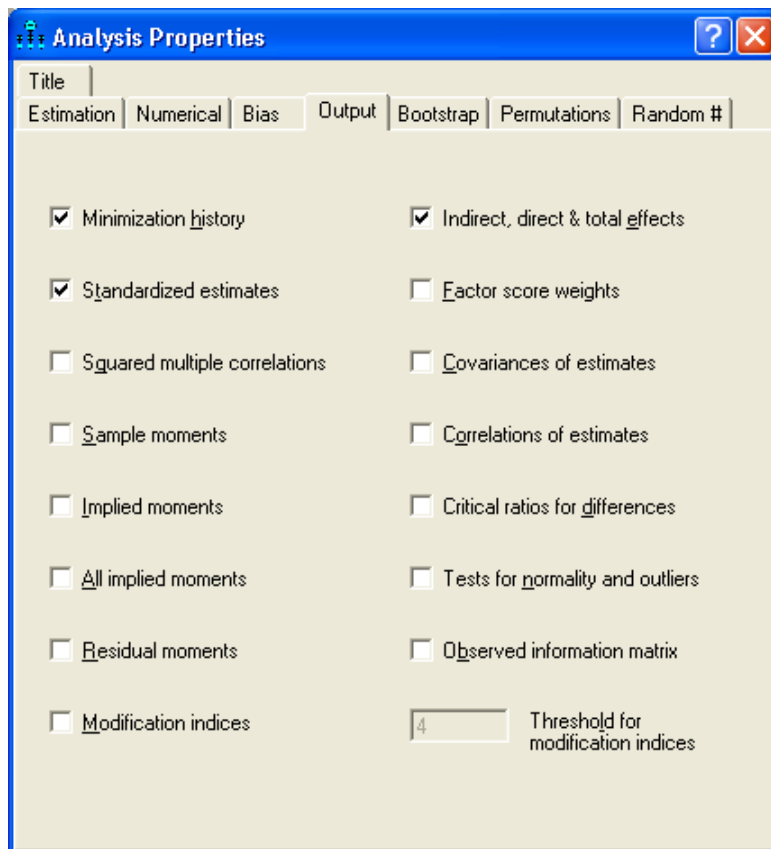 Analysis Properties
Title
Estimation Numerical Bias Output Bootstrap Permutations Random #
Minimization history
Indirect, direct & total effects
Standardized estimates
Factor score weights
Squared multiple correlations
Covariances of estimates
Sample moments
Correlations of estimates
Implied moments
Critical ratios for differences
All implied moments
Tests for normality and outliers
Residual moments
Observed information matrix
Modification indices
4
Threshold for
modification indices